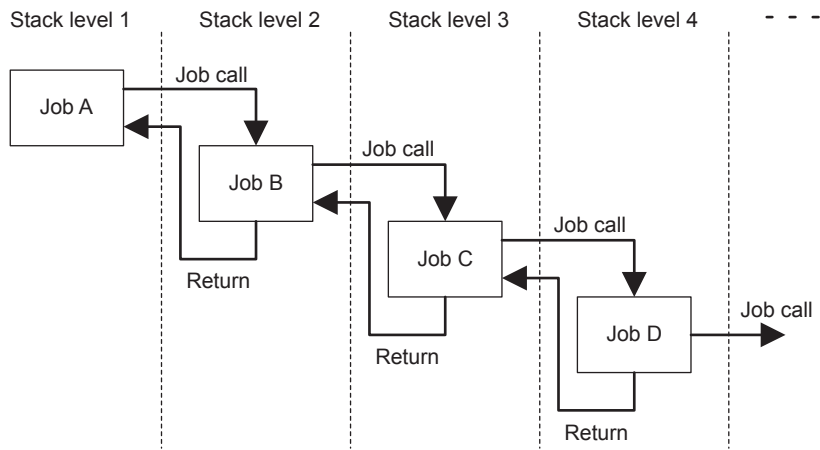 Stack level 1
Stack level 2
Stack level 3
Stack level 4
- - -
Job call
Job A
Job call
Job B
Job call
Job C
Return
Job call
Job D
Return
Return